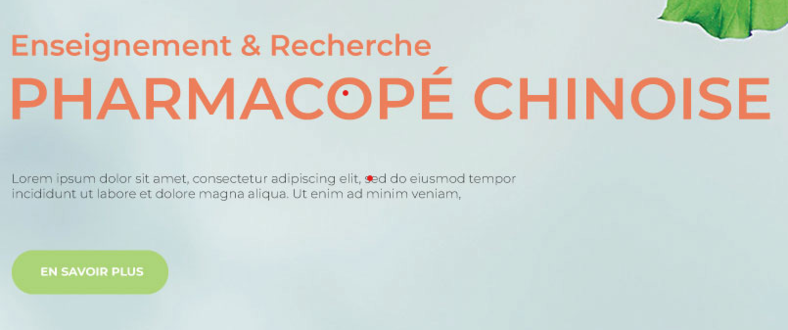 Enseignement & Recherche
PHARMACOPÉ CHINOISE
Lorem ipsum dolor sit amet, consectetur adipiscing elit, sed do eiusmod tempor
incididunt ut labore et dolore magna aliqua. Ut enim ad minim veniam,
EN SAVOIR PLUS